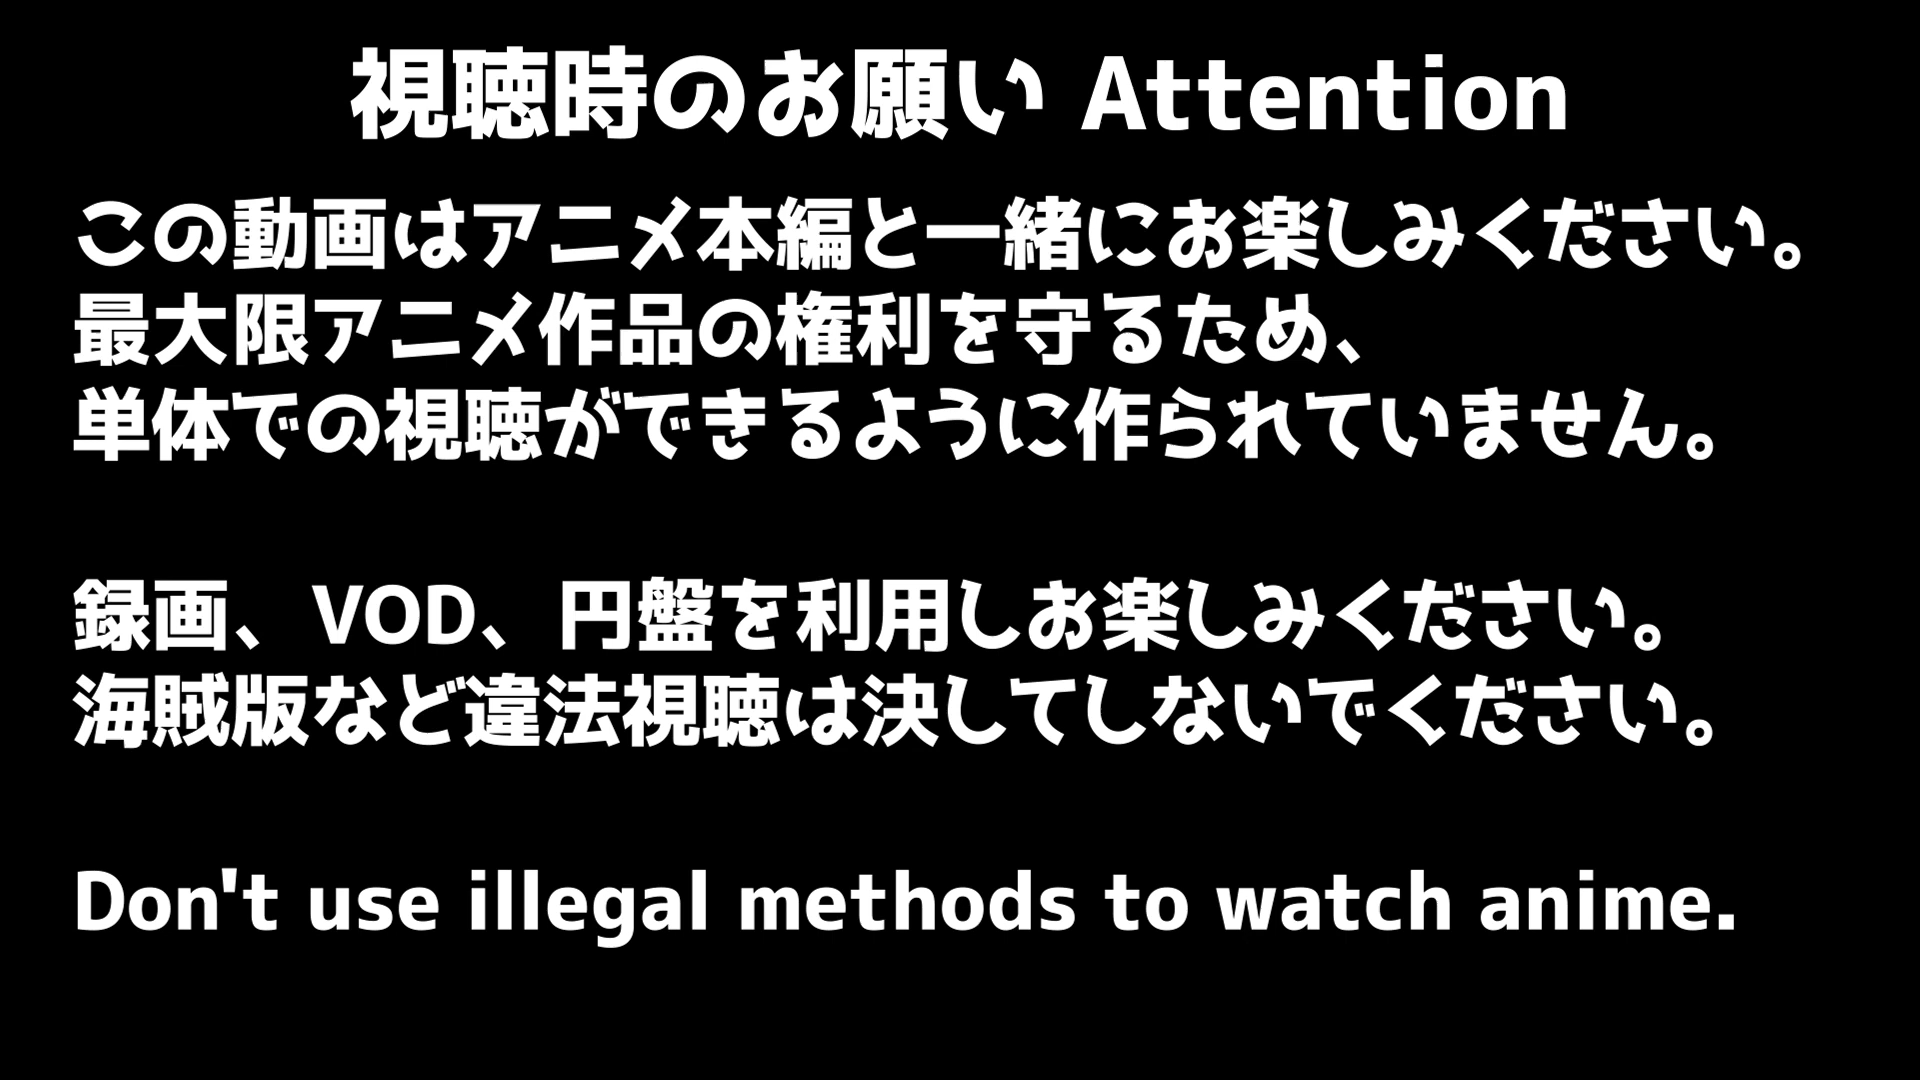 視聴時のお願い Attention
この動画はアニメ本編と一緒にお楽しみください。
最大限アニメ作品の権利を守るため、
単体での視聴ができるように作られていません。
録画、VOD、円盤を利用しお楽しみください。
海賊版など違法視聴は決してしないでください。
Don't use illegal methods to watch anime.